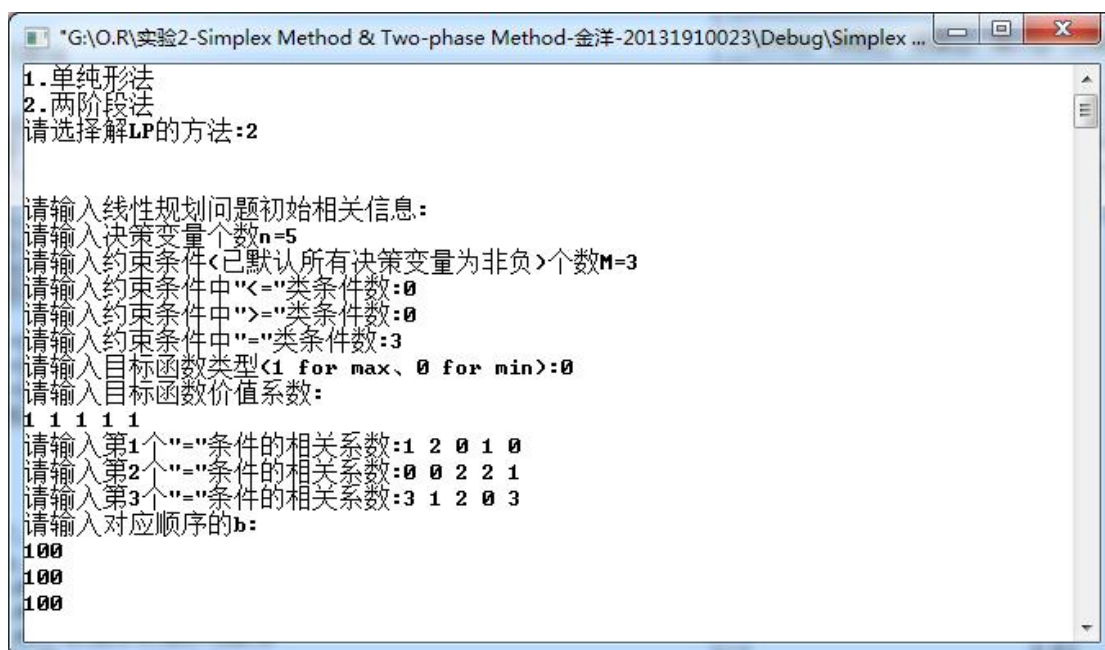 "G:\O.R\实验2-Simplex Method & Two-phase Method-金洋-20131910023\Debug\Simplex ...
1.单纯形法
2.两阶段法
请选择解LP的方法:2
请输入线性规划问题初始相关信息:
请输入决策变量个数n=5
请输入约束条件(已默认所有决策变量为非负)个数M=3
请输入约束条件中"<="类条件数:0
请输入约束条件中">="类条件数:0
请输入约束条件中"="类条件数:3
请输入目标函数类型(1 for max、0 for min):0
请输入目标函数价值系数:
1 1 1 1 1
请输入第1个"="条件的相关系数:1 2 0 1 0
请输入第2个"="条件的相关系数:0 0 2 2 1
请输入第3个"="条件的相关系数:3 1 2 0 3
请输入对应顺序的b:
100
100
100